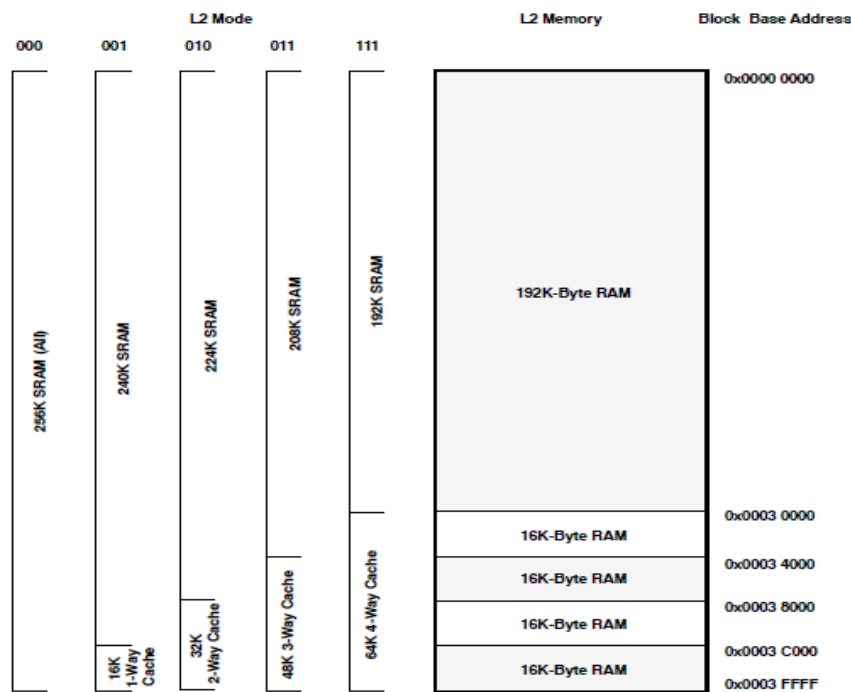 L2 Mode
L2 Memory
Block Base Address
000
001
010
011
111
0x0000 0000
256K SRAM (All)
240K SRAM
224K SRAM
208K SRAM
192K SRAM
192K-Byte RAM
16K
1-Way
Cache
32K
2-Way Cache
48K 3-Way Cache
64K 4-Way Cache
0x0003 0000
16K-Byte RAM
0x0003 4000
16K-Byte RAM
0x0003 8000
16K-Byte RAM
0x0003 C000
16K-Byte RAM
0x0003 FFFF